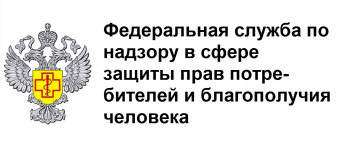 Федеральная служба по
надзору в сфере
защиты прав потре-
бителей и благополучия
человека